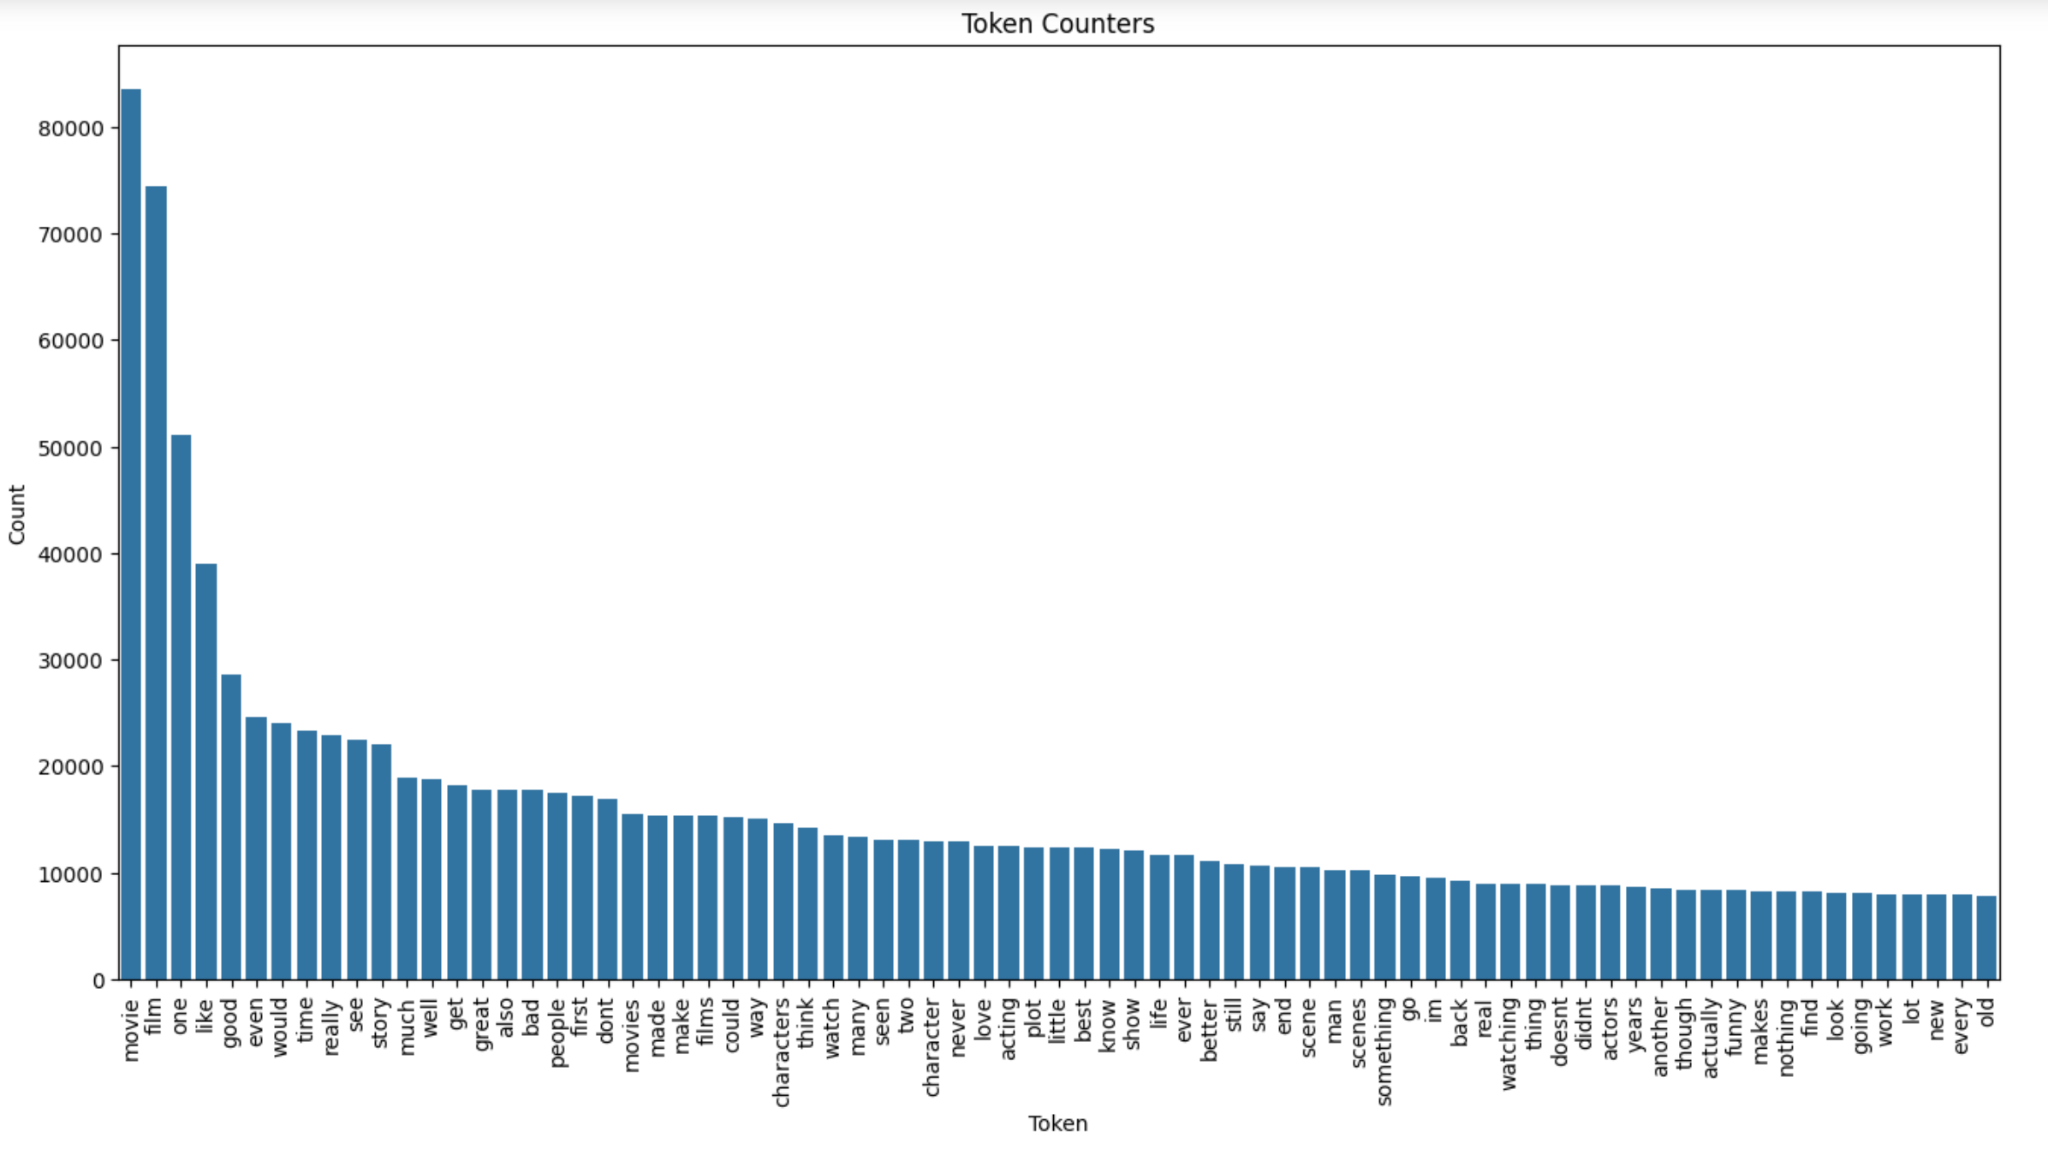 Token Counters
80000
70000
60000
50000
40000
30000
20000
10000
0
Count
movie
film
one
like
good
even
would
time
really
see
story
much
well
get
great
also
bad
people
first
dont
movies
made
make
films
could
way
characters
think
watch
many
seen
two
character
never
love
acting
plot
little
best
know
show
life
ever
better
still
say
end
scene
man
scenes
something
go
im
back
real
watching
thing
doesnt
didnt
actors
years
another
though
actually
funny
makes
nothing
find
look
going
work
lot
new
every
old
Token